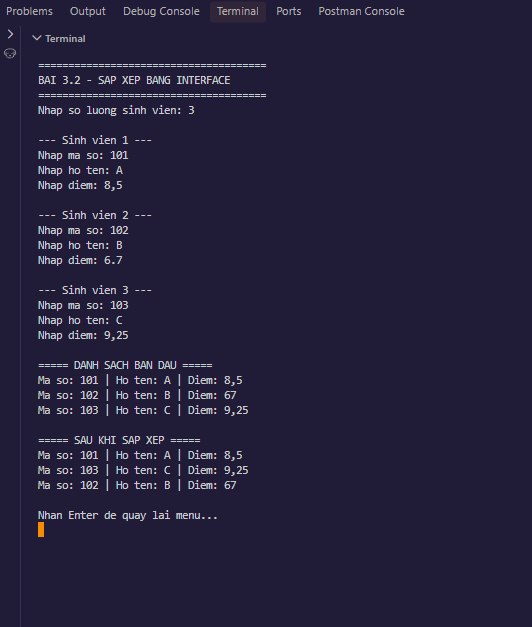 Problems Output Debug Console Terminal Ports Postman Console
Terminal
======================================
BAI 3.2 - SAP XEP BANG INTERFACE
======================================
Nhap so luong sinh vien: 3
--- Sinh vien 1 ---
Nhap ma so: 101
Nhap ho ten: A
Nhap diem: 8,5
--- Sinh vien 2 ---
Nhap ma so: 102
Nhap ho ten: B
Nhap diem: 6.7
--- Sinh vien 3 ---
Nhap ma so: 103
Nhap ho ten: C
Nhap diem: 9,25
===== DANH SACH BAN DAU =====
Ma so: 101 | Ho ten: A | Diem: 8,5
Ma so: 102 | Ho ten: B | Diem: 67
Ma so: 103 | Ho ten: C | Diem: 9,25
===== SAU KHI SAP XEP =====
Ma so: 101 | Ho ten: A | Diem: 8,5
Ma so: 103 | Ho ten: C | Diem: 9,25
Ma so: 102 | Ho ten: B | Diem: 67
Nhan Enter de quay lai menu...